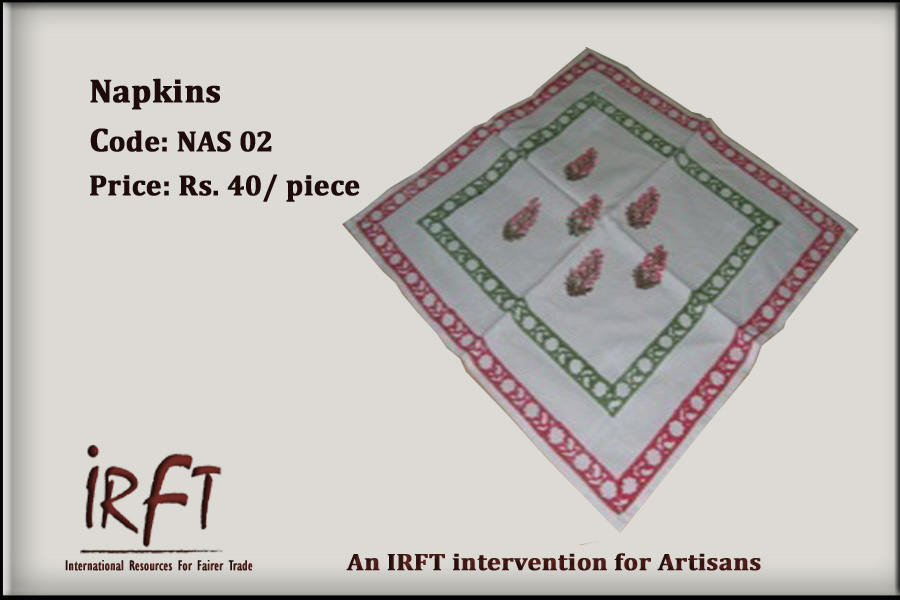 Napkins
Code: NAS 02
Price: Rs. 40/ piece
iRFT
International Resources For Fairer Trade
An IRFT intervention for Artisans